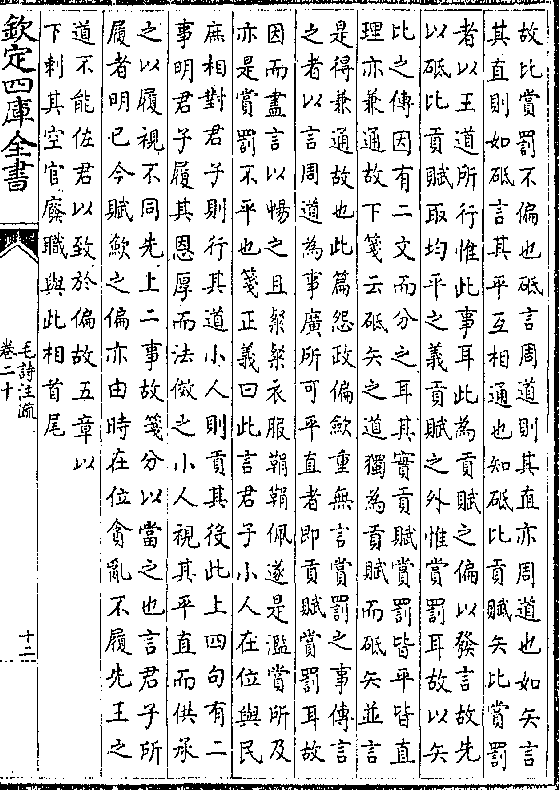 故比賞罰不偏也砥言周道則其直亦周道也如矢言
其直則如砥言其平互相通也知砥比貢賦矢比賞罰
者以王道所行惟此事耳此為貢賦之偏以發言故先
以砥比貢賦取均平之義貢賦之外惟賞罰耳故以矢
比之傳因有二文而分之耳其實貢賦賞罰皆平皆直
理亦兼通故下箋云砥矢之道獨為貢賦而砥矢並言
是得兼通故也此篇怨政偏斂重無言賞罰之事傳言
之者以言周道為事廣所可平直者即貢賦賞罰耳故
因而盡言以暢之且粲粲衣服鞙鞙佩璲是濫賞所及
亦是賞罰不平也箋正義曰此言君子小人在位與民
庶相對君子則行其道小人則貢其後此上四句有二
事明君子履其恩厚而法傚之小人視其平直而供承
之以履視不同先上二事故箋分以當之也言君子所
履者明已今賦斂之偏亦由時在位貪亂不履先王之
道不能佐君以致於偏故五章以
下刺其空官廢職與此相首尾
欽定四庫全書
毛詩注疏
卷二十
十二